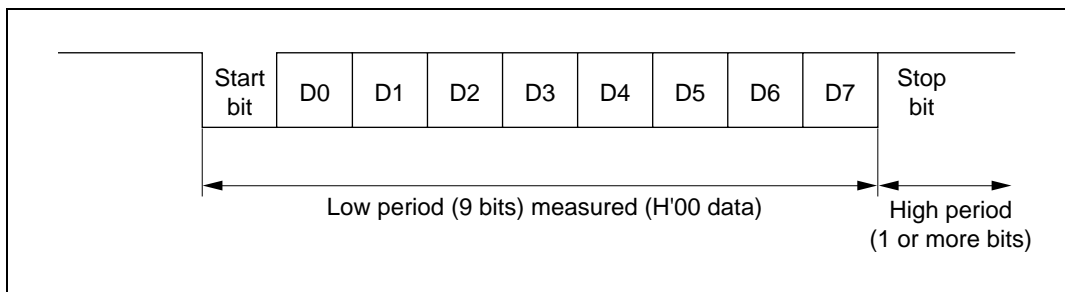 Start
bit
D0
D1
D2
D3
D4
D5
D6
D7
Stop
bit
Low period (9 bits) measured (H'00 data)
High period
(1 or more bits)